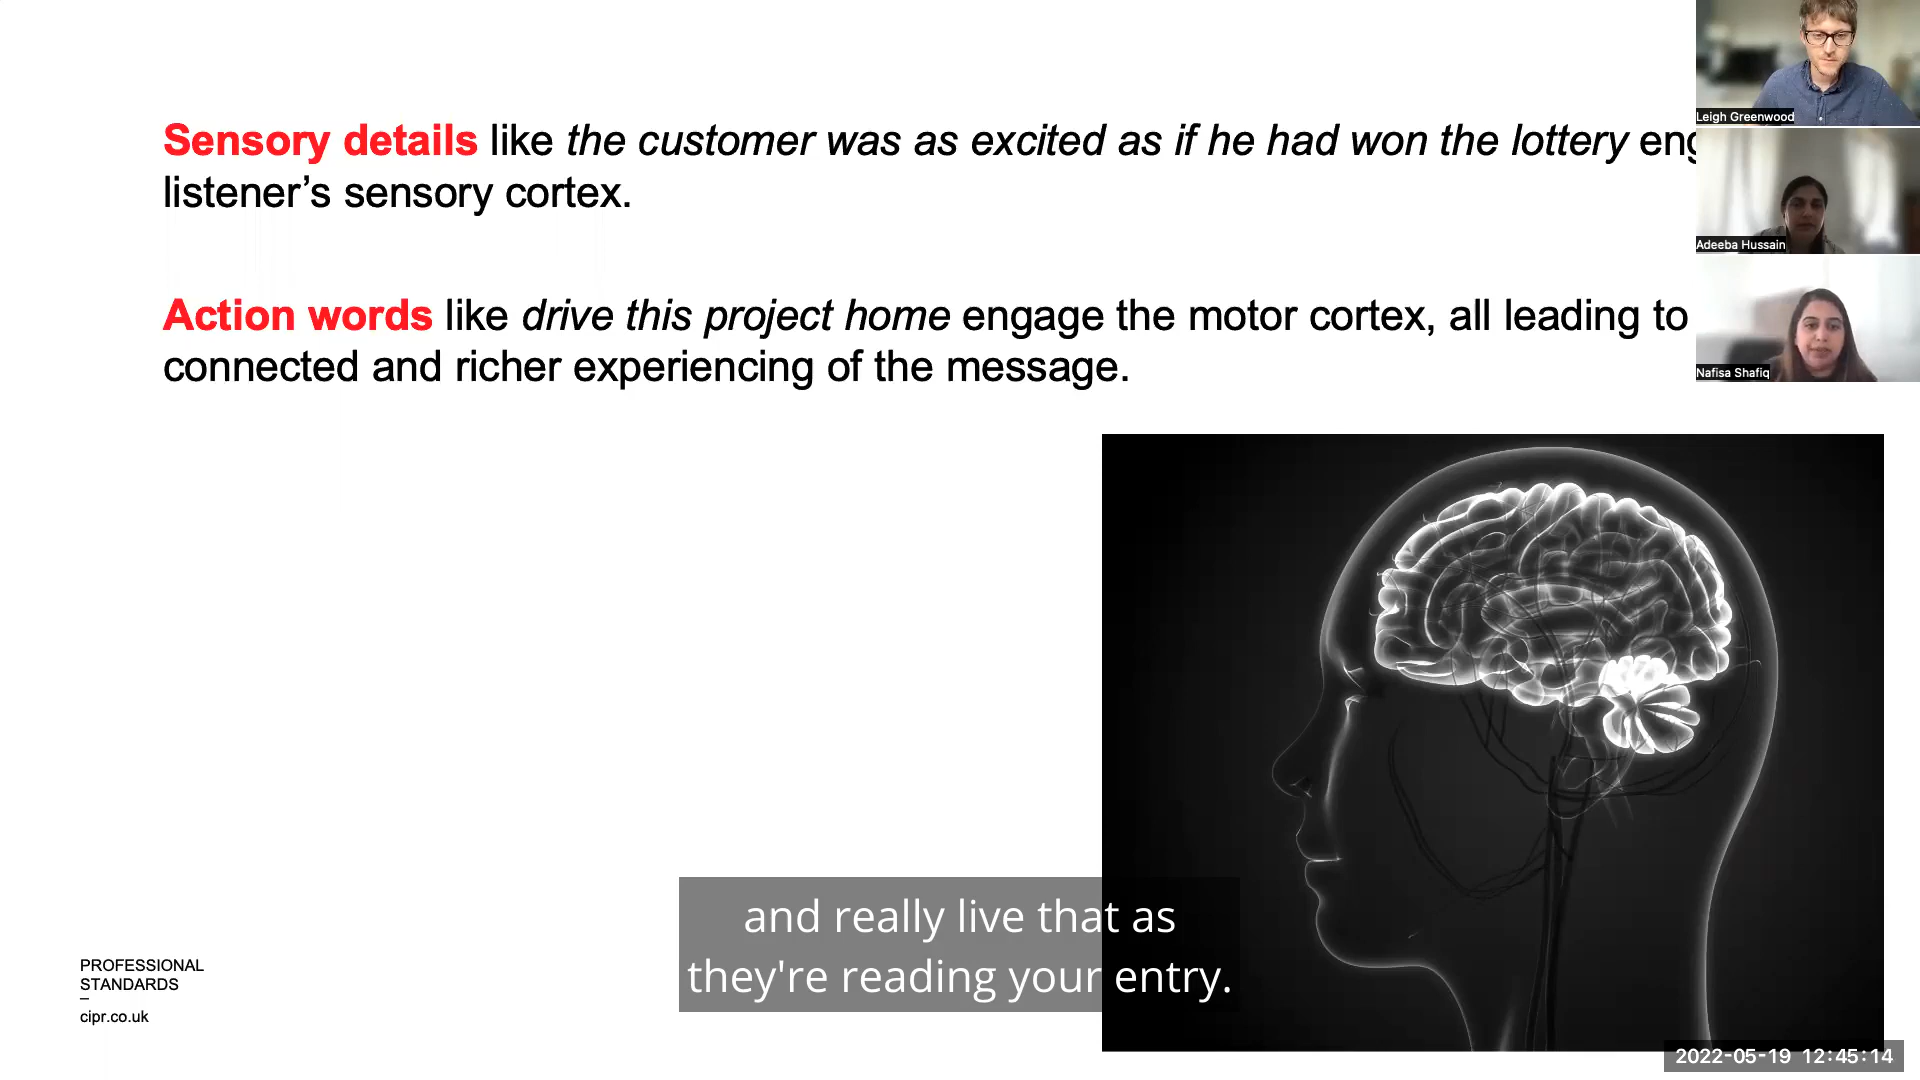 Sensory details like the customer was as excited as if he had won the lottery
listener’s sensory cortex.
Action words like drive this project home engage the motor cortex, all leading to
connected and richer experiencing of the message.
Leigh Greenwood
Adeeba Hussain
Nafisa Shafiq
and really live that as
they're reading your entry.
PROFESSIONAL
STANDARDS
–
cipr.co.uk
2022-05-19 12:45:14